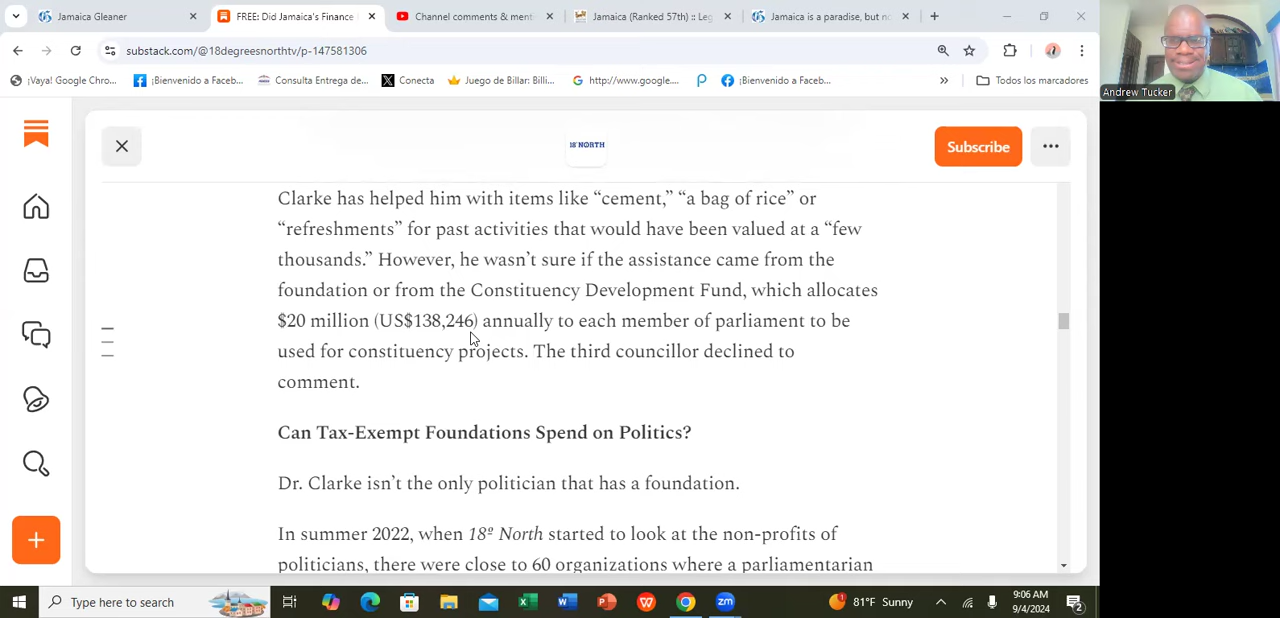 Jamaica Gleaner
FREE: Did Jamaica's Finance
Channel comments & menti
Jamaica (Ranked 57th) :: Leg
Jamaica is a paradise, but no
substack.com/@18degreesnorthtv/p-147581306
¡Vaya! Google Chro...
¡Bienvenido a Faceb...
Consulta Entrega de...
Conecta
Juego de Billar: Billi...
http://www.google....
¡Bienvenido a Faceb...
»
Todos los marcadores
Andrew Tucker
18°NORTH
Subscribe
Clarke has helped him with items like “cement,” “a bag of rice” or
“refreshments” for past activities that would have been valued at a “few
thousands.” However, he wasn’t sure if the assistance came from the
foundation or from the Constituency Development Fund, which allocates
$20 million (US$138,246) annually to each member of parliament to be
used for constituency projects. The third councillor declined to
comment.
Can Tax-Exempt Foundations Spend on Politics?
Dr. Clarke isn’t the only politician that has a foundation.
In summer 2022, when 18º North started to look at the non-profits of
politicians, there were close to 60 organizations where a parliamentarian
Type here to search
zm
81°F Sunny
9:06 AM
9/4/2024
2